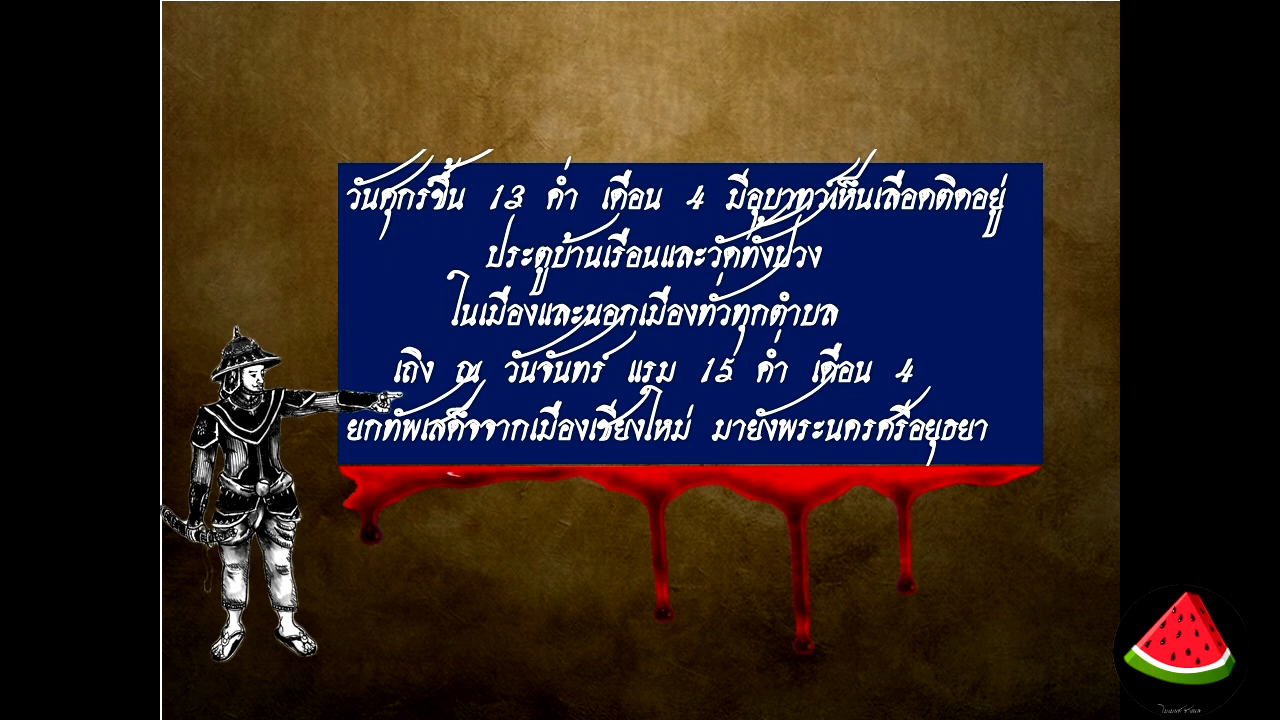 วันศุกร์ขึ้น 13 ค่ำ เดือน 4 มีอุบาทว์เห็นเลือดติดอยู่
ประตูบ้านเรือนและวัดทั้งปวง
ในเมืองและนอกเมืองทั่วทุกตำบล
เถิง ณ วันจันทร์ แรม 15 ค่ำ เดือน 4
ยกทัพเสด็จจากเมืองเชียงใหม่ มายังพระนครศรีอยุธยา